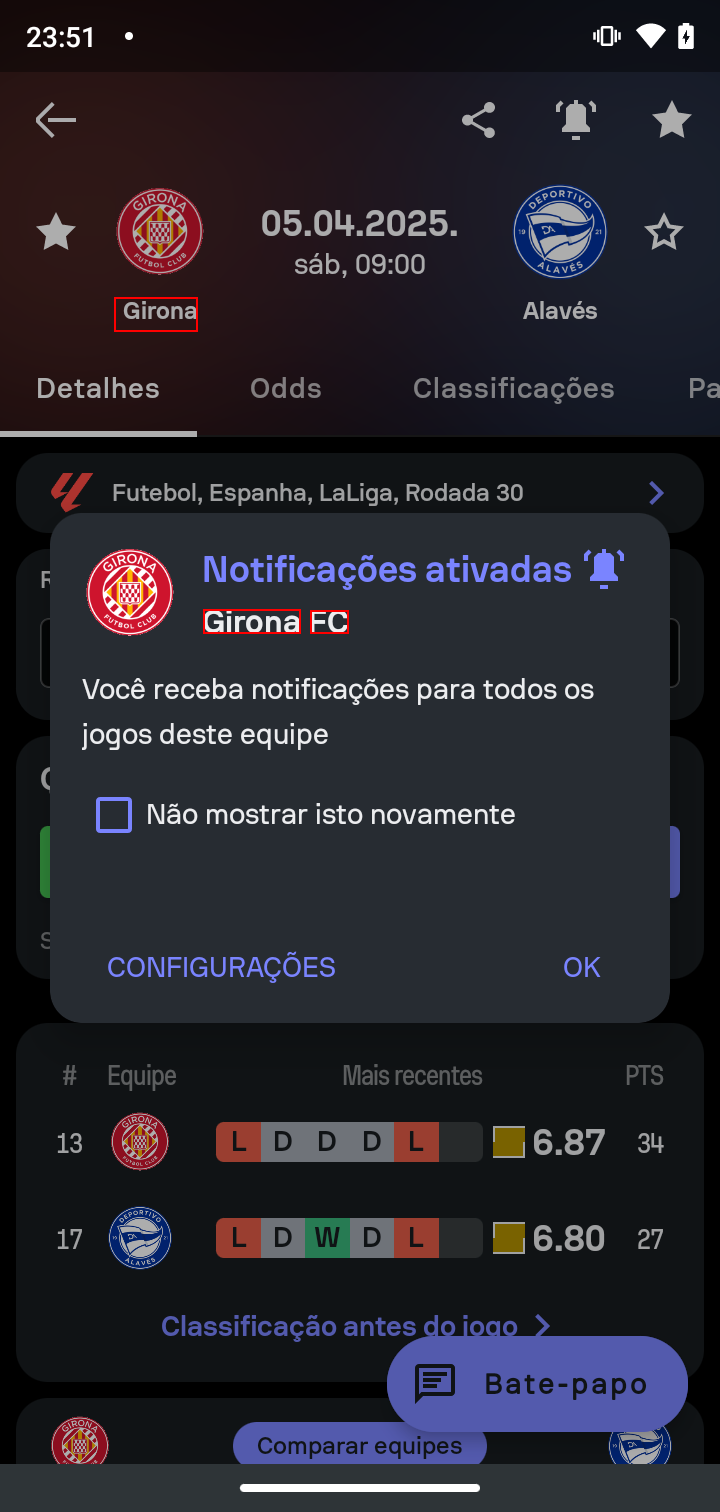 23:51
GIRONA
FUTBOL CLUB
05.04.2025.
sáb, 09:00
DEPORTIVO
19 21
ALAVÉS
Girona
Alavés
Detalhes
Odds
Classificações
Pa
Futebol, Espanha, LaLiga, Rodada 30
GIRONA
FUTBOL CLUB
Notificações ativadas
Girona FC
Você receba notificações para todos os
jogos deste equipe
Não mostrar isto novamente
CONFIGURAÇÕES
OK
# Equipe Mais recentes PTS
13 L D D D L 6.87 34
17 L D W D L 6.80 27
Classificação antes do jogo
Bate-papo
Comparar equipes